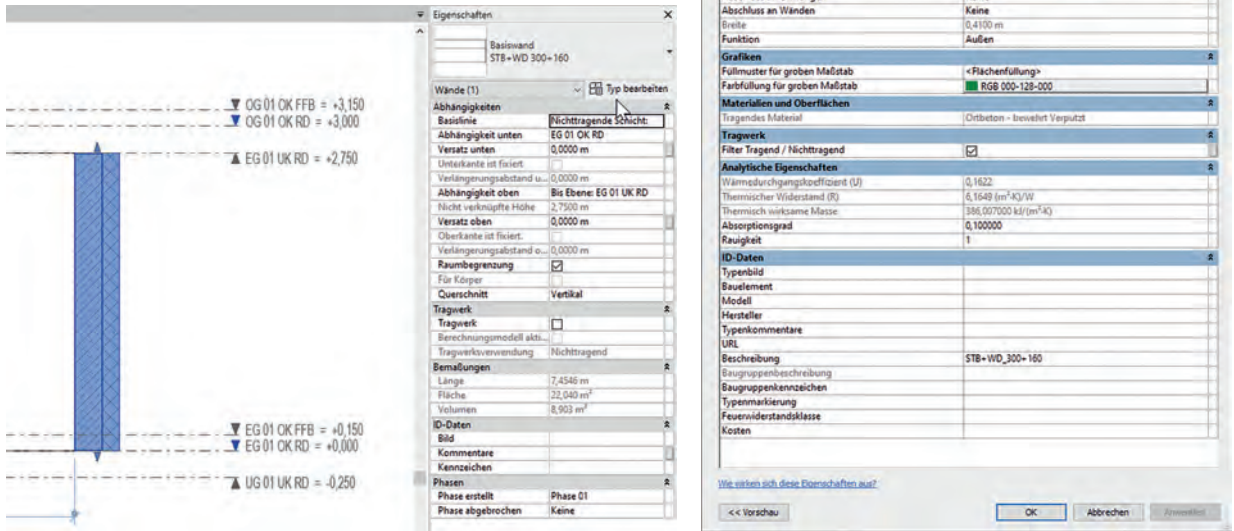 OG 01 OK FFB = +3,150
OG 01 OK RD = +3,000
EG 01 UK RD = +2,750
EG 01 OK FFB = +0,150
EG 01 OK RD = +0,000
UG 01 UK RD = -0,250
Eigenschaften
Basiswand
STB+WD 300+160
Wände (1)
Typ bearbeiten
Abhängigkeiten
Basislinie Nichttragende Schicht:
Abhängigkeit unten EG 01 OK RD
Versatz unten 0,0000 m
Unterkante ist fixiert
Verlängerungsabstand u... 0,0000 m
Abhängigkeit oben Bis Ebene: EG 01 UK RD
Nicht verknüpfte Höhe 2,7500 m
Versatz oben 0,0000 m
Oberkante ist fixiert.
Verlängerungsabstand o... 0,0000 m
Raumbegrenzung
Für Körper
Querschnitt Vertikal
Tragwerk
Tragwerk
Berechnungsmodell akti...
Tragwerksverwendung Nichttragend
Bemaßungen
Länge 7,4546 m
Fläche 22,040 m²
Volumen 8,903 m³
ID-Daten
Bild
Kommentare
Kennzeichen
Phasen
Phase erstellt Phase 01
Phase abgebrochen Keine
Abschluss an Wänden Keine
Breite 0,4100 m
Funktion Außen
Grafiken
Füllmuster für groben Maßstab <Flächenfüllung>
Farbfüllung für groben Maßstab RGB 000-128-000
Materialien und Oberflächen
Tragendes Material Ortbeton - bewehrt Verputzt
Tragwerk
Filter Tragend / Nichttragend
Analytische Eigenschaften
Wärmedurchgangskoeffizient (U) 0,1622
Thermischer Widerstand (R) 6,1649 (m²·K)/W
Thermisch wirksame Masse 386,007000 kJ/(m²·K)
Absorptionsgrad 0,100000
Rauigkeit 1
ID-Daten
Typenbild
Bauelement
Modell
Hersteller
Typenkommentare
URL
Beschreibung STB+WD_300+160
Baugruppenbeschreibung
Baugruppenkennzeichen
Typenmarkierung
Feuerwiderstandsklasse
Kosten
Wie wirken sich diese Eigenschaften aus?
<< Vorschau OK Abbrechen Anwenden